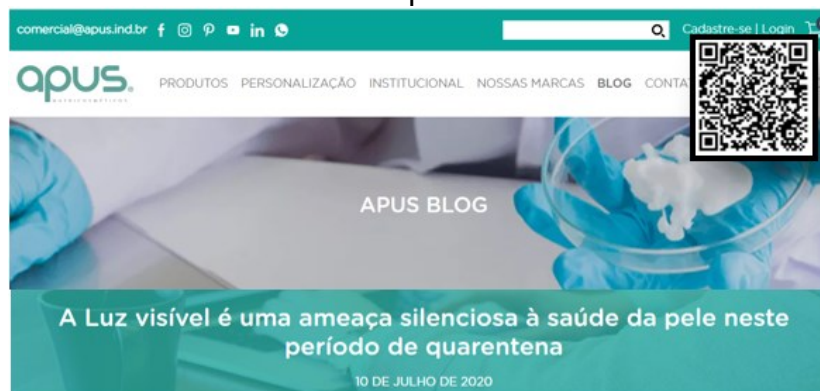 comercial@apus.ind.br Cadastre-se | Login
apus.
NUTRICOSMÉTICOS
PRODUTOS PERSONALIZAÇÃO INSTITUCIONAL NOSSAS MARCAS BLOG
APUS BLOG
A Luz visível é uma ameaça silenciosa à saúde da pele neste
período de quarentena
10 DE JULHO DE 2020